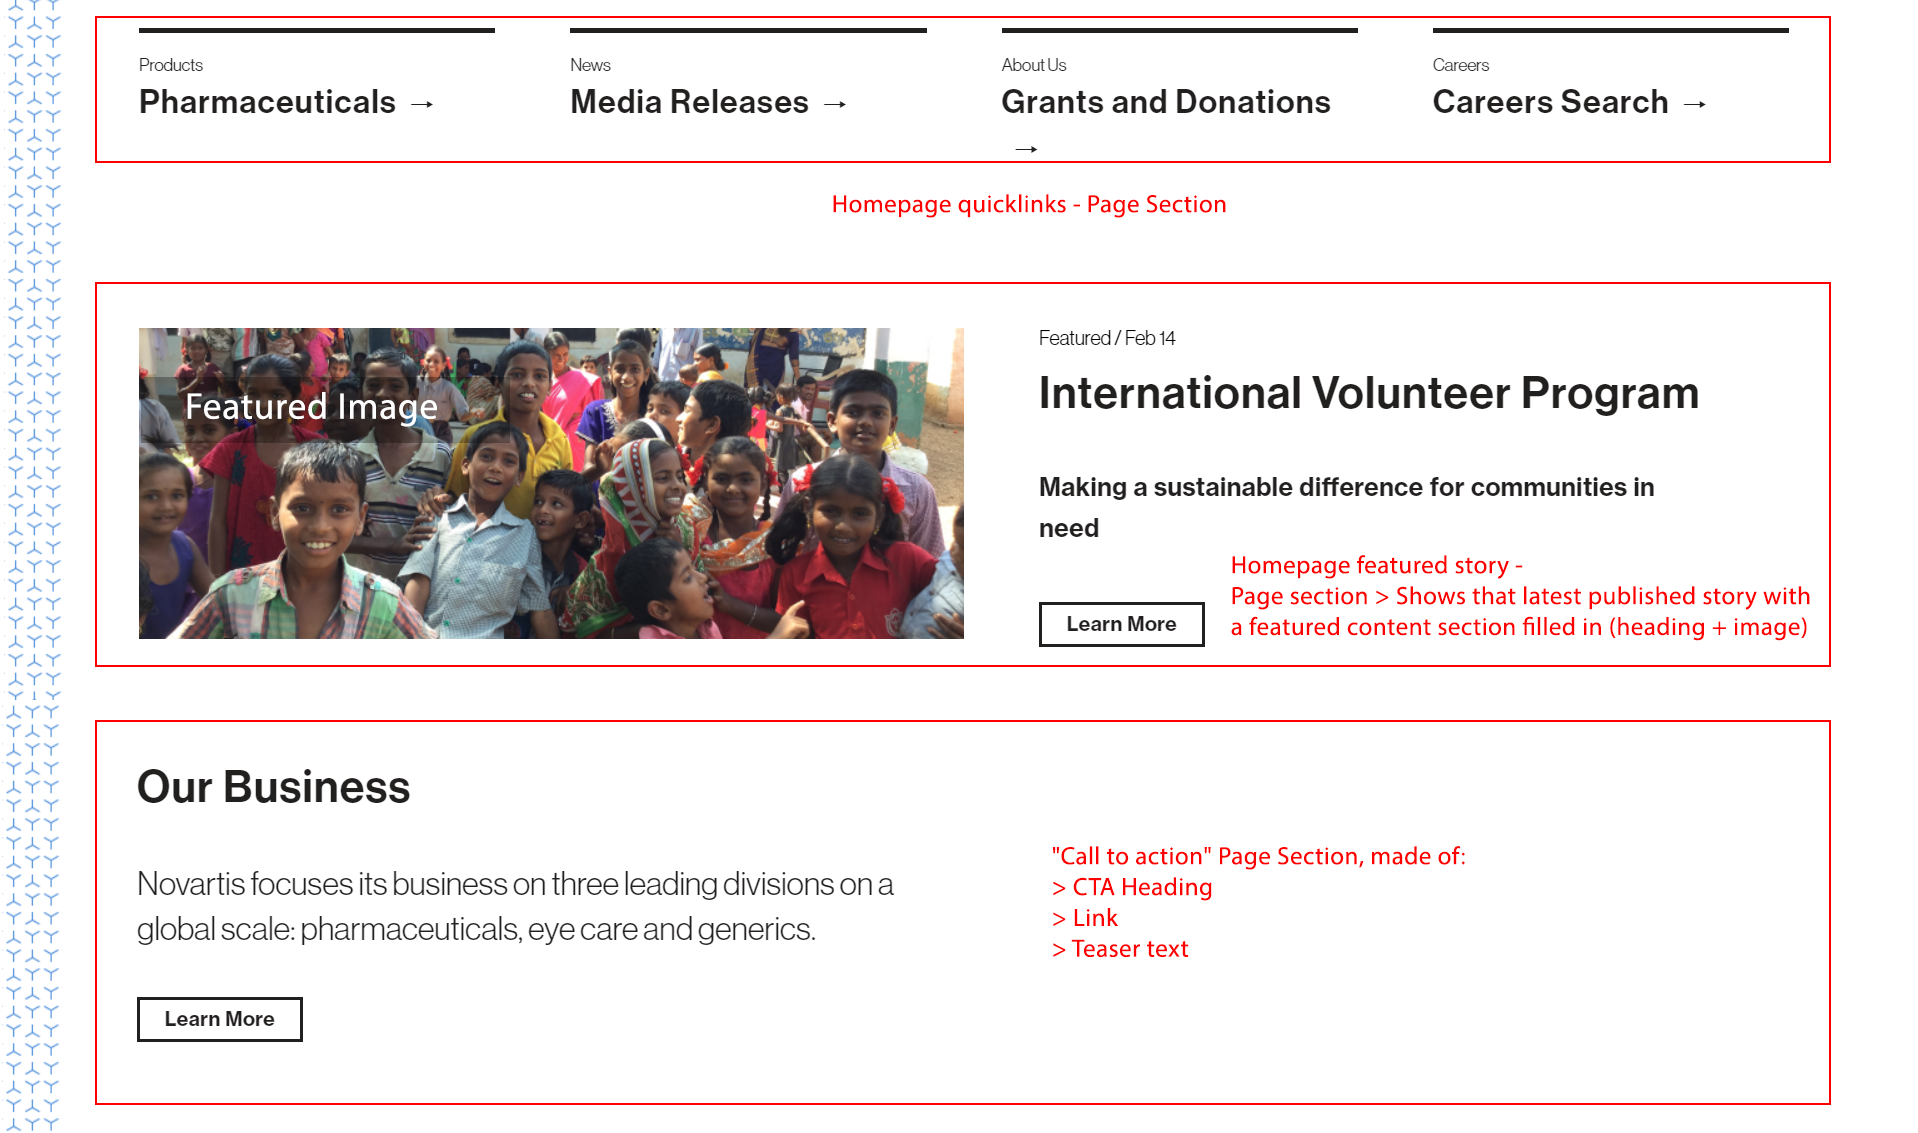 Products
Pharmaceuticals →
News
Media Releases →
About Us
Grants and Donations
→
Careers
Careers Search →
Homepage quicklinks - Page Section
Featured Image
Featured / Feb 14
International Volunteer Program
Making a sustainable difference for communities in
need
Learn More
Homepage featured story -
Page section > Shows that latest published story with
a featured content section filled in (heading + image)
Our Business
Novartis focuses its business on three leading divisions on a
global scale: pharmaceuticals, eye care and generics.
Learn More
"Call to action" Page Section, made of:
> CTA Heading
> Link
> Teaser text